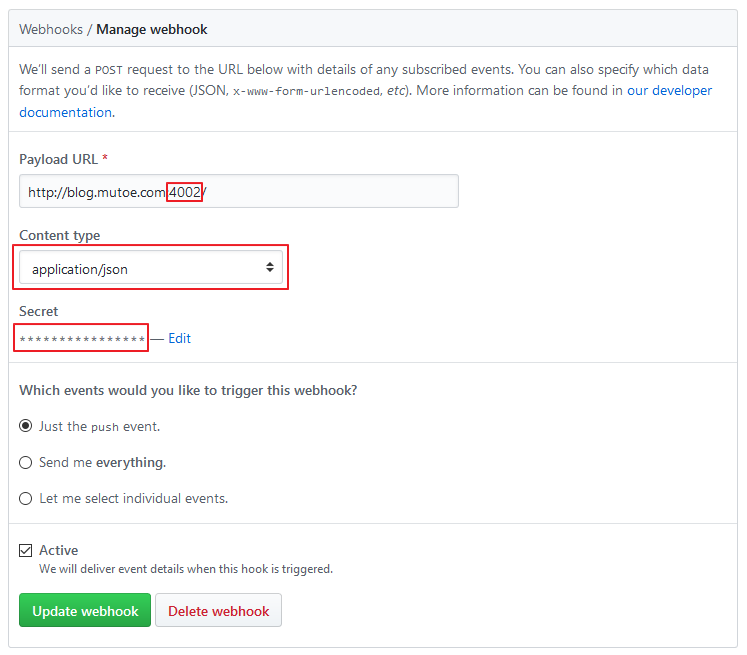 Webhooks / Manage webhook
We'll send a POST request to the URL below with details of any subscribed events. You can also specify which data
format you'd like to receive (JSON, x-www-form-urlencoded, etc). More information can be found in our developer
documentation.
Payload URL *
http://blog.mutoe.com:4002/
Content type
application/json
Secret
**************** — Edit
Which events would you like to trigger this webhook?
Just the push event.
Send me everything.
Let me select individual events.
Active
We will deliver event details when this hook is triggered.
Update webhook
Delete webhook